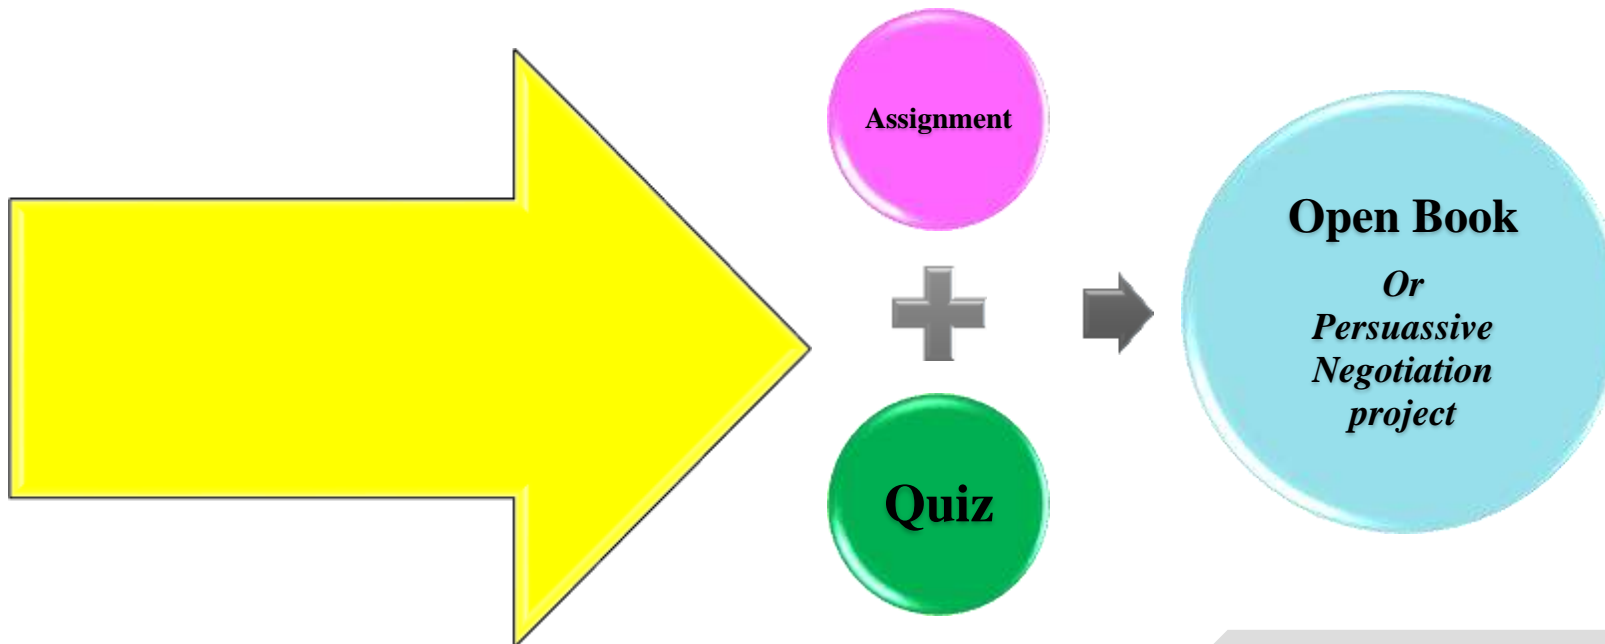 Assignment
Quiz
Open Book
Or
Persuassive
Negotiation
project